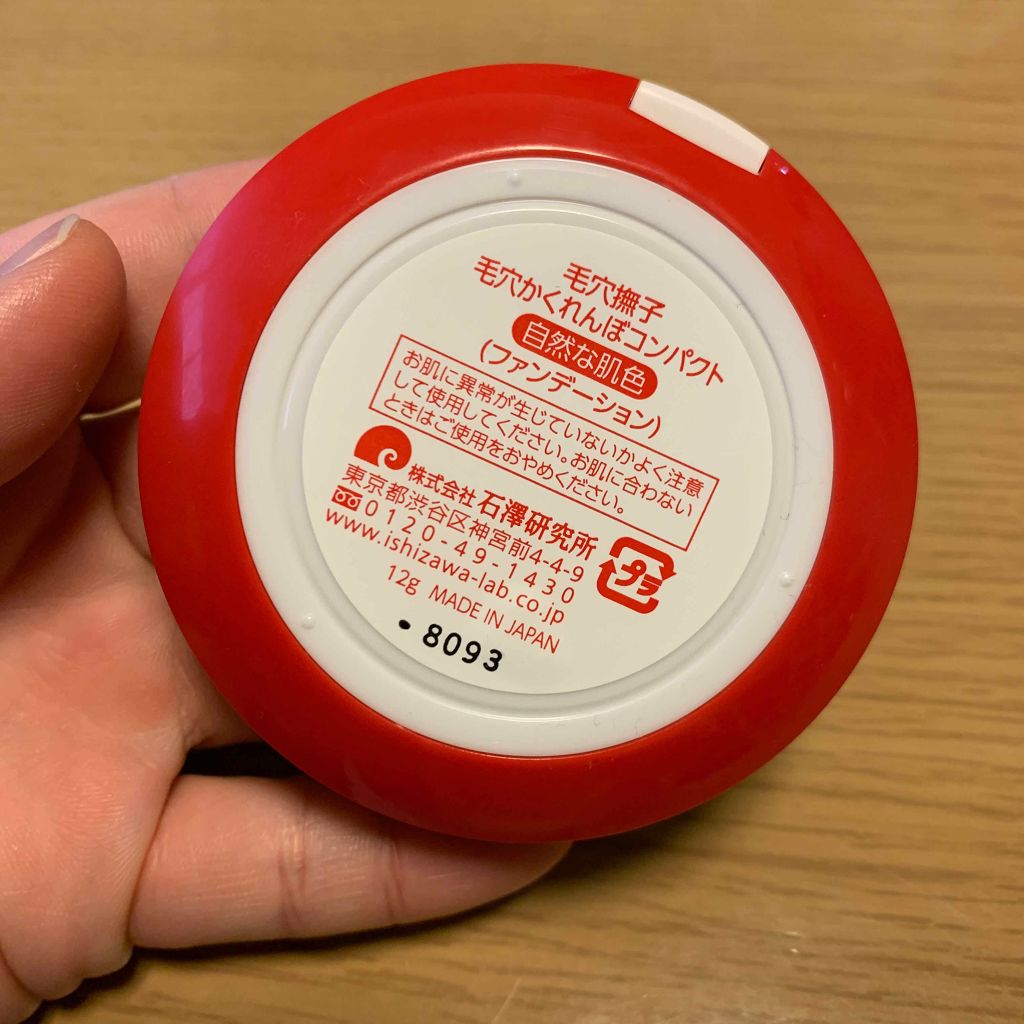 毛穴撫子
毛穴かくれんぼコンパクト
自然な肌色
(ファンデーション)
お肌に異常が生じていないかよく注意
して使用してください。お肌に合わない
ときはご使用をおやめください。
株式会社 石澤研究所
東京都渋谷区神宮前4-4-9
0120-49-1430
www.ishizawa-lab.co.jp
プラ
12g MADE IN JAPAN
・8093